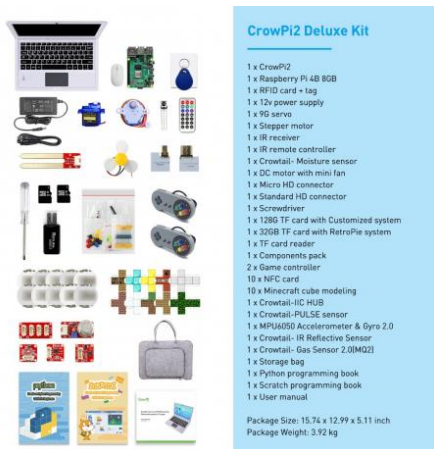 CrowPi2 Deluxe Kit
1 x CrowPi2
1 x Raspberry Pi 4B 8GB
1 x RFID card + tag
1 x 12v power supply
1 x 9G servo
1 x Stepper motor
1 x IR receiver
1 x IR remote controller
1 x Crowtail- Moisture sensor
1 x DC motor with mini fan
1 x Micro HD connector
1 x Standard HD connector
1 x Screwdriver
1 x 128G TF card with Customized system
1 x 32GB TF card with RetroPie system
1 x TF card reader
1 x Components pack
2 x Game controller
10 x NFC card
10 x Minecraft cube modeling
1 x Crowtail-IIC HUB
1 x Crowtail-PULSE sensor
1 x MPU6050 Accelerometer & Gyro 2.0
1 x Crowtail- IR Reflective Sensor
1 x Crowtail- Gas Sensor 2.0(MQ2)
1 x Storage bag
1 x Python programming book
1 x Scratch programming book
1 x User manual
Package Size: 15.74 x 12.99 x 5.11 inch
Package Weight: 3.92 kg
python